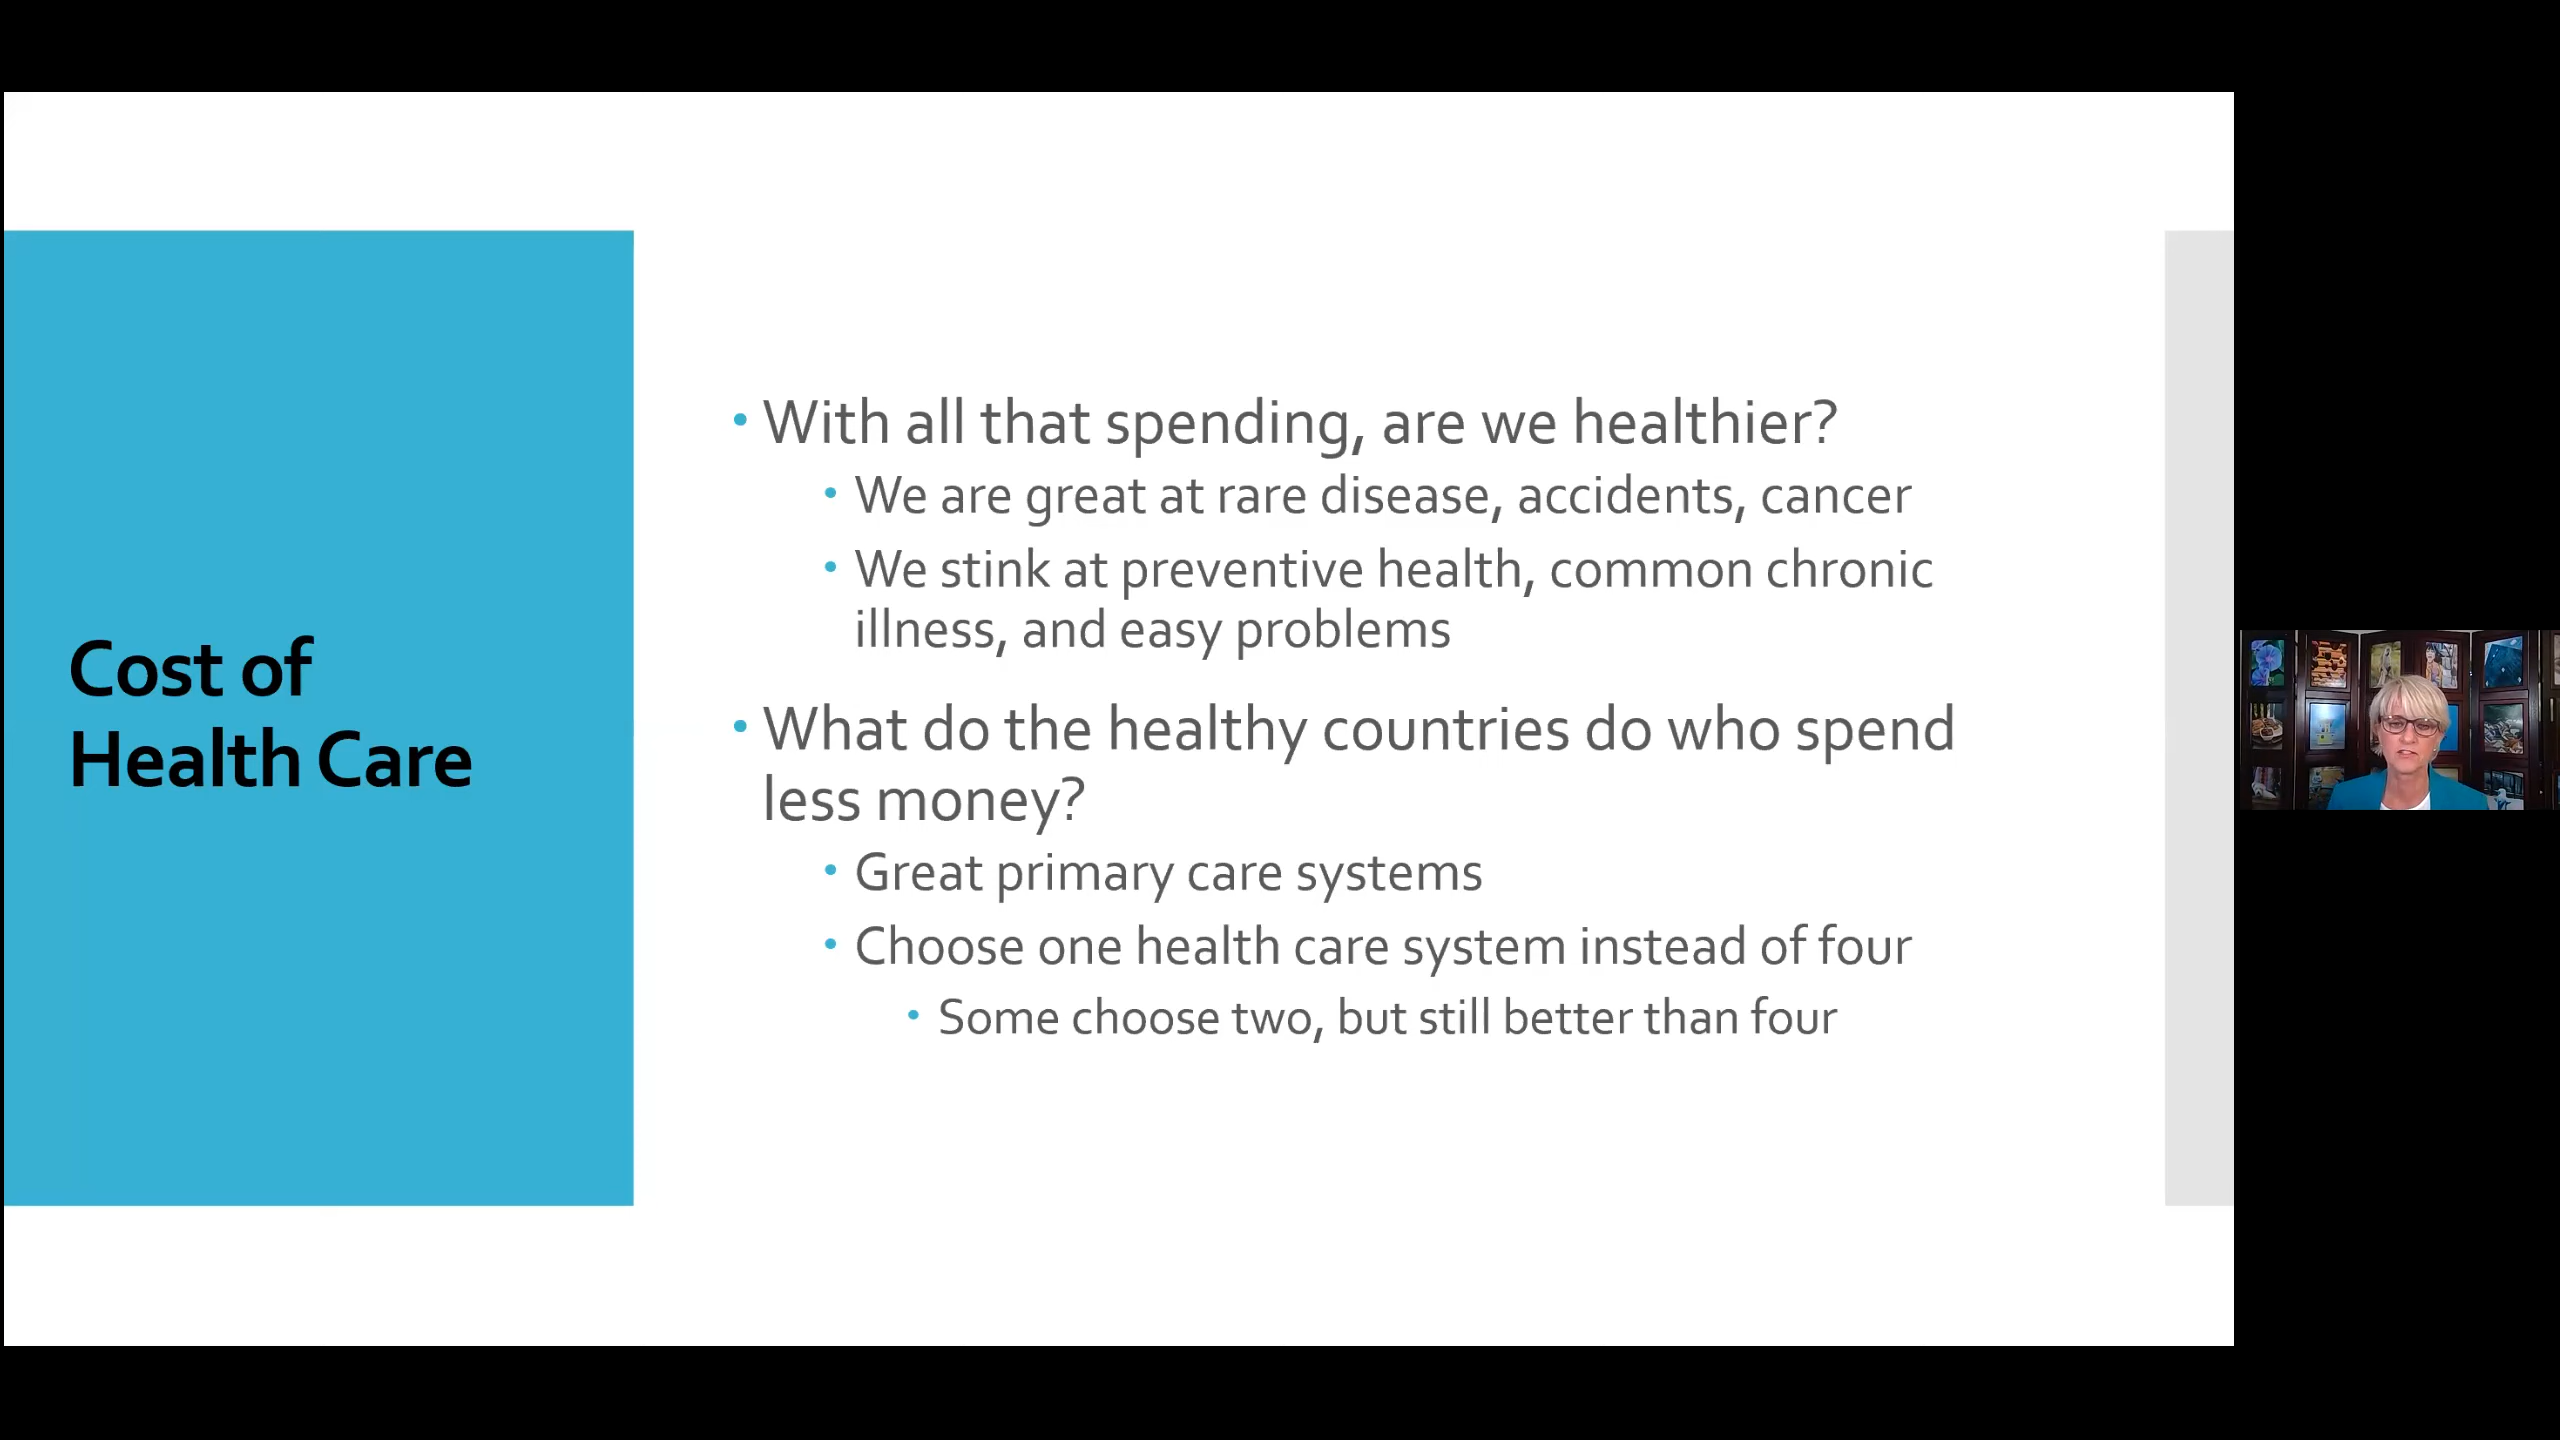 Cost of
Health Care
• With all that spending, are we healthier?
• We are great at rare disease, accidents, cancer
• We stink at preventive health, common chronic
illness, and easy problems
• What do the healthy countries do who spend
less money?
• Great primary care systems
• Choose one health care system instead of four
• Some choose two, but still better than four